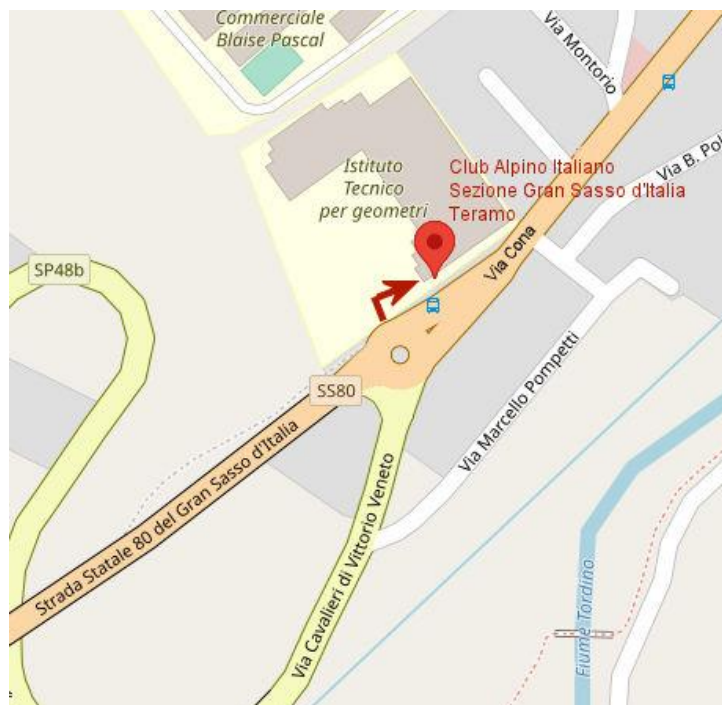 Commerciale
Blaise Pascal
Via Montorio
Istituto
Tecnico
per geometri
Club Alpino Italiano
Sezione Gran Sasso d'Italia
Teramo
Via B. Pol
Via Cona
SP48b
SS80
Via Marcello Pompetti
Strada Statale 80 del Gran Sasso d'Italia
Via Cavalieri di Vittorio Veneto
Fiume Tordino